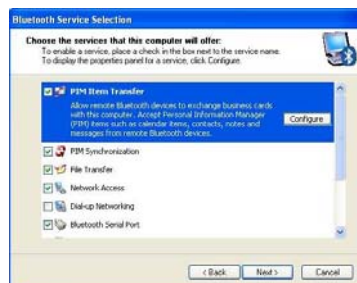 Bluetooth Service Selection
Choose the services that this computer will offer:
To enable a service, place a check in the box next to the service name.
To display the properties panel for a service, click Configure.
PIM Item Transfer
Allow remote Bluetooth devices to exchange business cards
with this computer. Accept Personal Information Manager
(PIM) items such as calendar items, contacts, notes and
messages from remote Bluetooth devices.
Configure
PIM Synchronization
File Transfer
Network Access
Dial-up Networking
Bluetooth Serial Port
< Back
Next >
Cancel